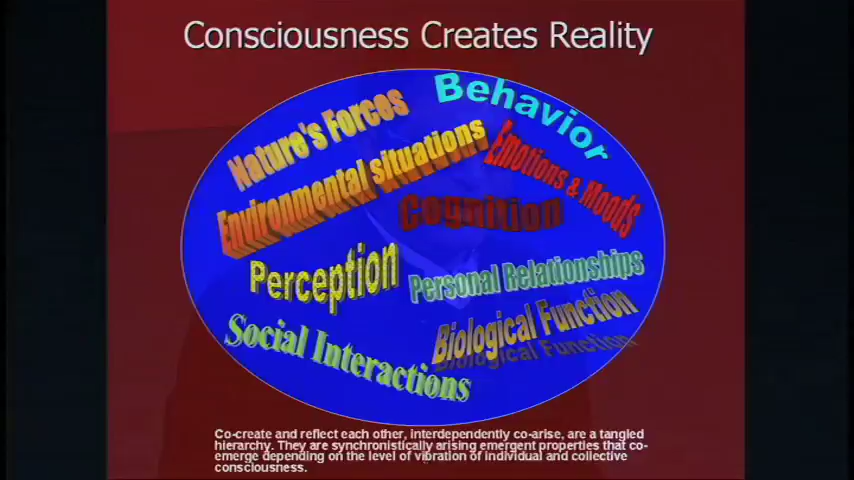 Consciousness Creates Reality
Behavior
Nature's Forces
Environmental situations
Emotions & Moods
Cognition
Perception
Personal Relationships
Biological Function
Social Interactions
Co-create and reflect each other, interdependently co-arise, are a tangled
hierarchy. They are synchronistically arising emergent properties that co-
emerge depending on the level of vibration of individual and collective
consciousness.